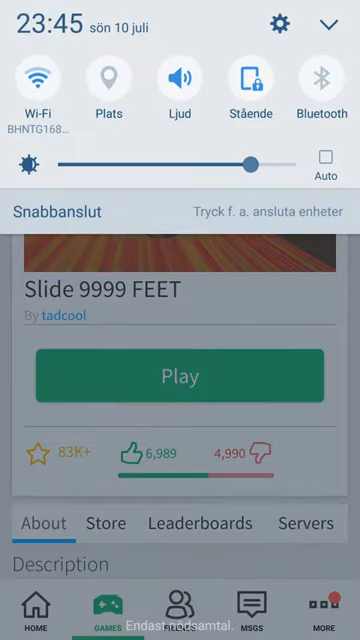 23:45 sön 10 juli
Wi-Fi Plats Ljud Stående Bluetooth
BHNTG168...
Auto
Snabbanslut Tryck f. a. ansluta enheter
Slide 9999 FEET
By tadcool
Play
83K+ 6,989 4,990
About Store Leaderboards Servers
Description
Endast nödsamtal.
HOME GAMES MSGS MORE